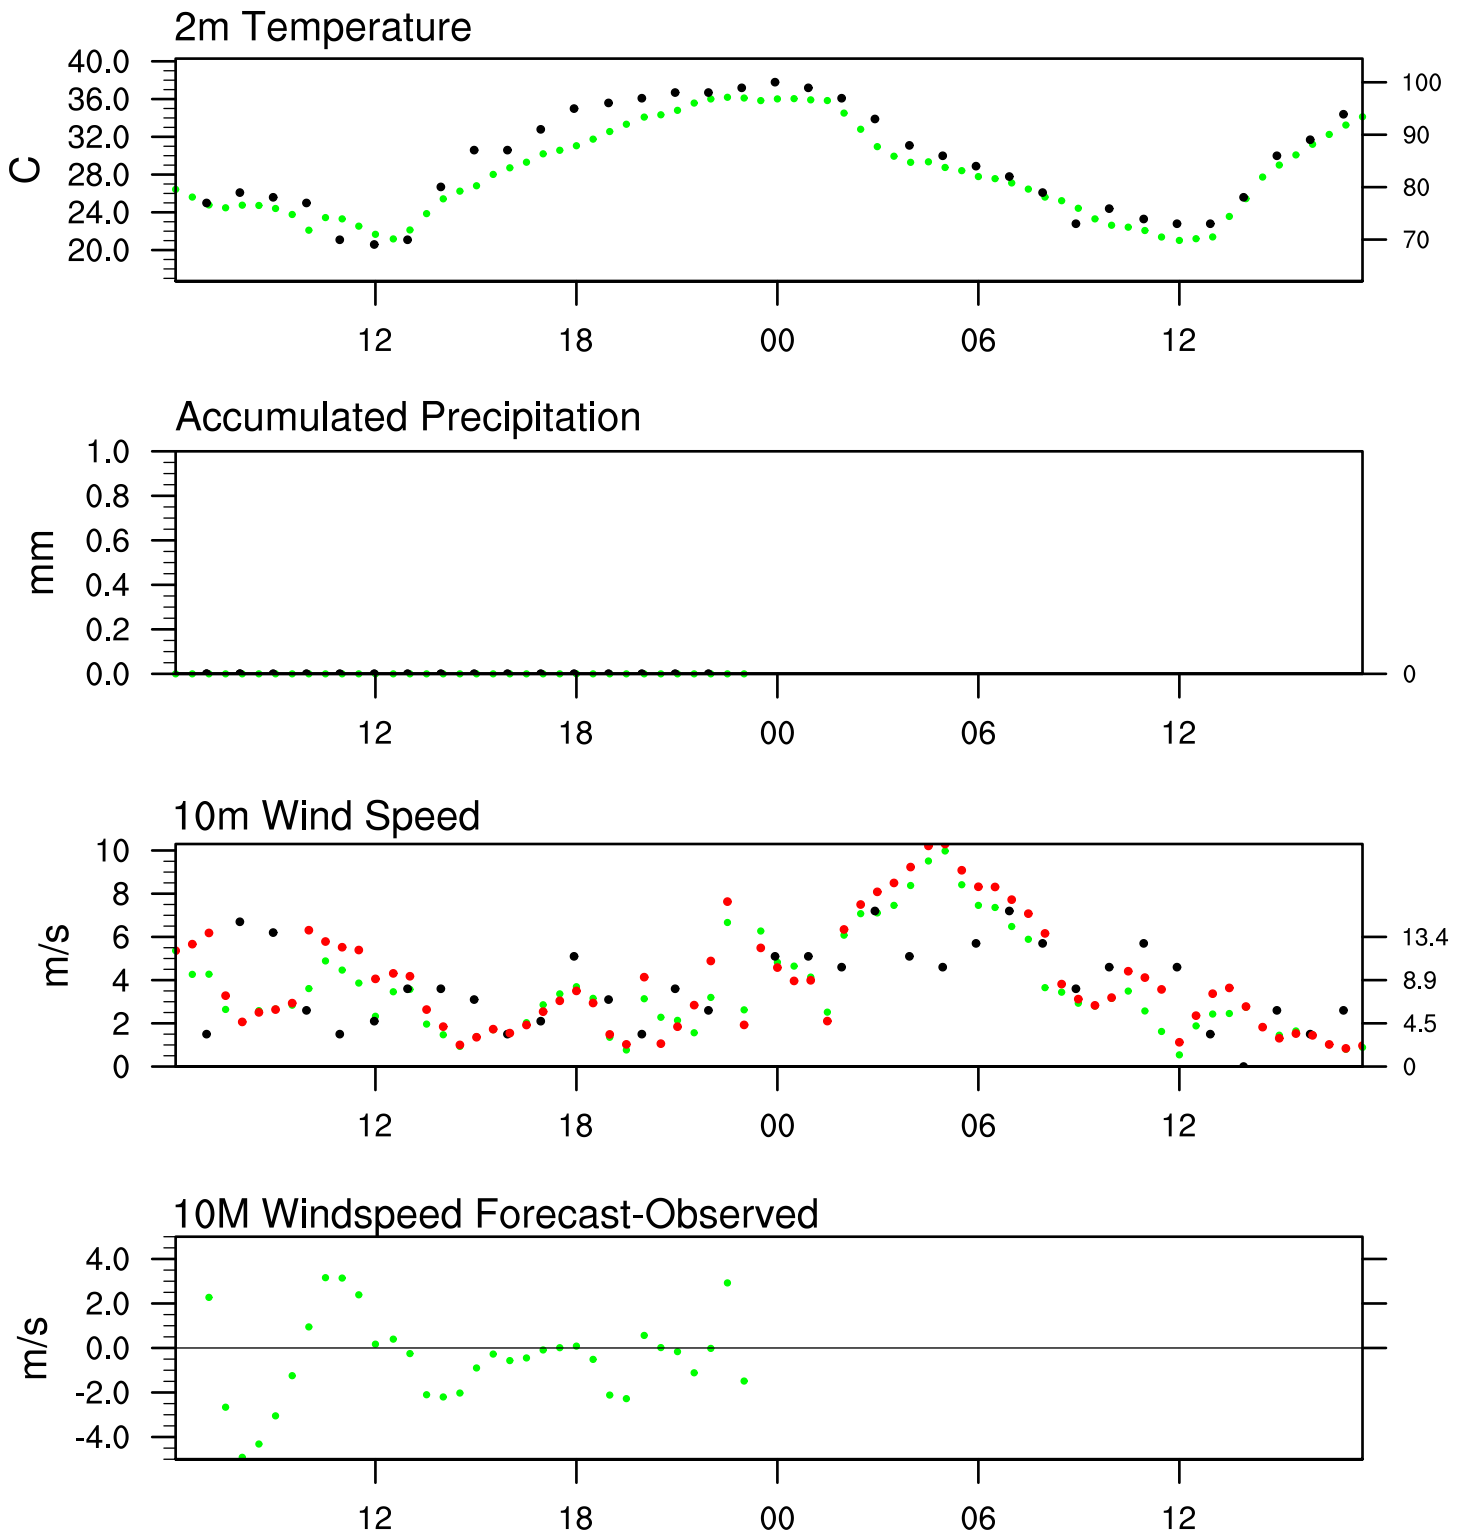 2m Temperature
40.0
36.0
32.0
28.0
24.0
20.0
C
100
90
80
70
12 18 00 06 12
Accumulated Precipitation
1.0
0.8
0.6
0.4
0.2
0.0
mm
0
12 18 00 06 12
10m Wind Speed
10
8
6
4
2
0
m/s
13.4
8.9
4.5
0
12 18 00 06 12
10M Windspeed Forecast-Observed
4.0
2.0
0.0
-2.0
-4.0
m/s
12 18 00 06 12